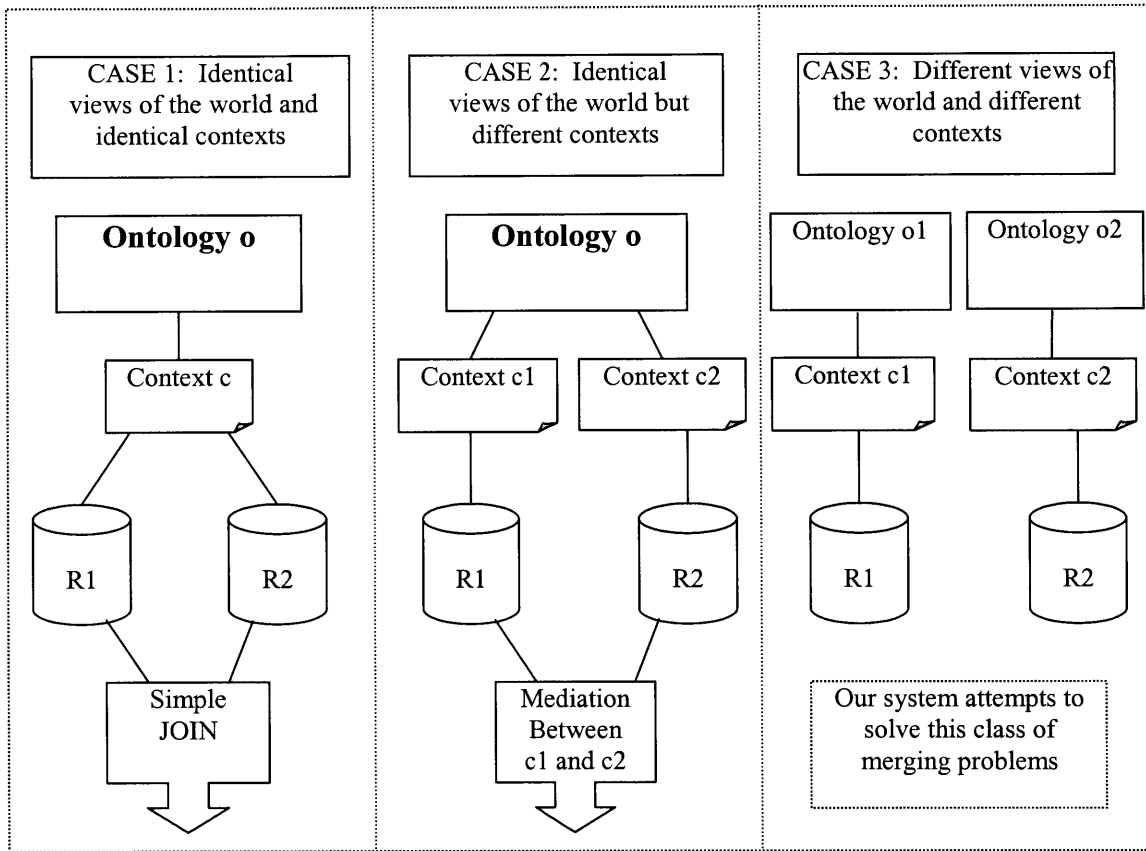 CASE 1: Identical
views of the world and
identical contexts
Ontology o
Context c
R1
R2
Simple
JOIN
CASE 2: Identical
views of the world but
different contexts
Ontology o
Context c1
Context c2
R1
R2
Mediation
Between
c1 and c2
CASE 3: Different views of
the world and different
contexts
Ontology o1
Ontology o2
Context c1
Context c2
R1
R2
Our system attempts to
solve this class of
merging problems